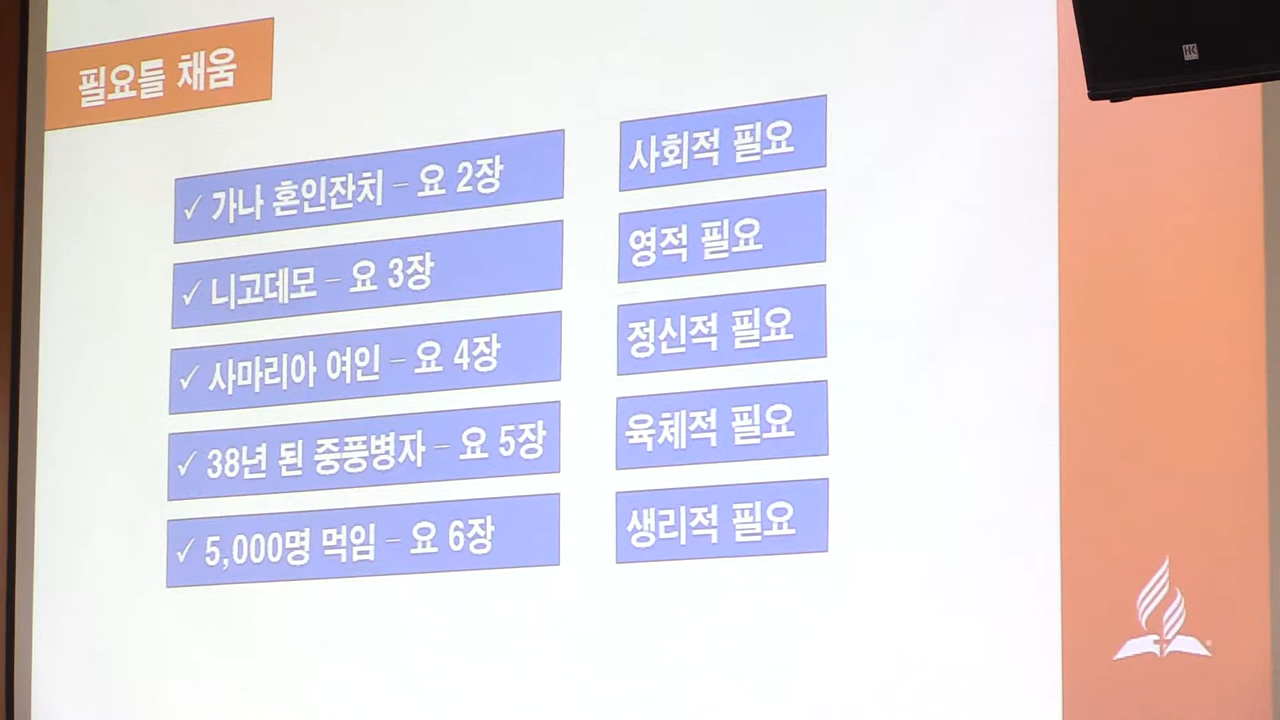 필요들 채움
✓ 가나 혼인잔치 – 요 2장
사회적 필요
✓ 니고데모 – 요 3장
영적 필요
✓ 사마리아 여인 – 요 4장
정신적 필요
✓ 38년 된 중풍병자 – 요 5장
육체적 필요
✓ 5,000명 먹임 – 요 6장
생리적 필요
HK